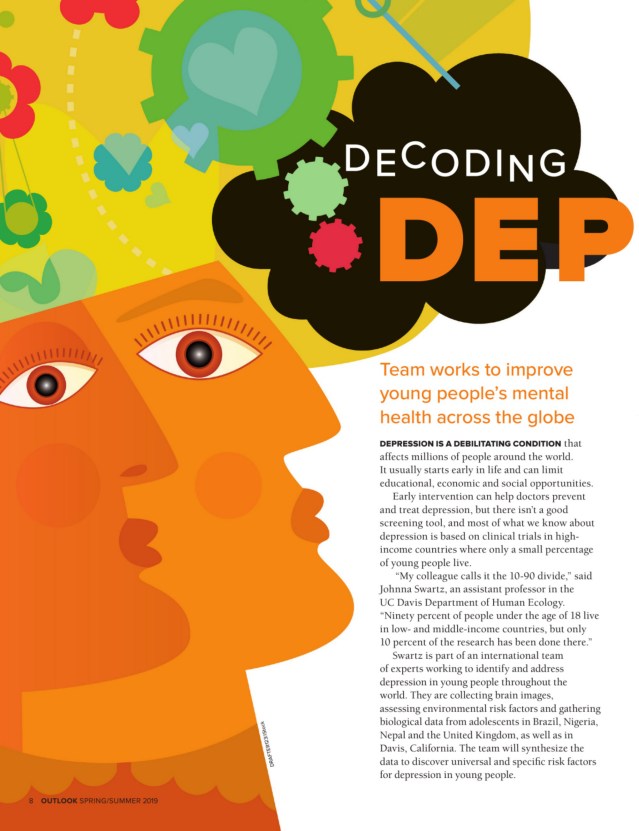 DECODING
DEP
Team works to improve
young people's mental
health across the globe
DEPRESSION IS A DEBILITATING CONDITION that
affects millions of people around the world.
It usually starts early in life and can limit
educational, economic and social opportunities.
Early intervention can help doctors prevent
and treat depression, but there isn't a good
screening tool, and most of what we know about
depression is based on clinical trials in high-
income countries where only a small percentage
of young people live.
"My colleague calls it the 10-90 divide," said
Johnna Swartz, an assistant professor in the
UC Davis Department of Human Ecology.
"Ninety percent of people under the age of 18 live
in low- and middle-income countries, but only
10 percent of the research has been done there."
Swartz is part of an international team
of experts working to identify and address
depression in young people throughout the
world. They are collecting brain images,
assessing environmental risk factors and gathering
biological data from adolescents in Brazil, Nigeria,
Nepal and the United Kingdom, as well as in
Davis, California. The team will synthesize the
data to discover universal and specific risk factors
for depression in young people.
8 OUTLOOK SPRING/SUMMER 2019